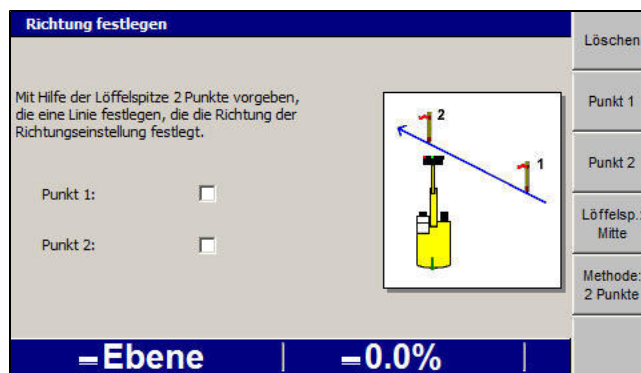 Richtung festlegen
Mit Hilfe der Löffelspitze 2 Punkte vorgeben,
die eine Linie festlegen, die die Richtung der
Richtungseinstellung festlegt.
Punkt 1:
Punkt 2:
2
1
Löschen
Punkt 1
Punkt 2
Löffelsp.:
Mitte
Methode:
2 Punkte
=Ebene
=0.0%